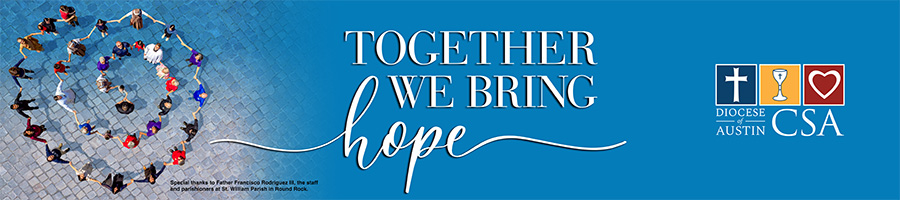 Special thanks to Father Francisco Rodriguez III, the staff
and parishioners at St. William Parish in Round Rock.
TOGETHER
WE BRING
hope
DIOCESE
of
AUSTIN
CSA